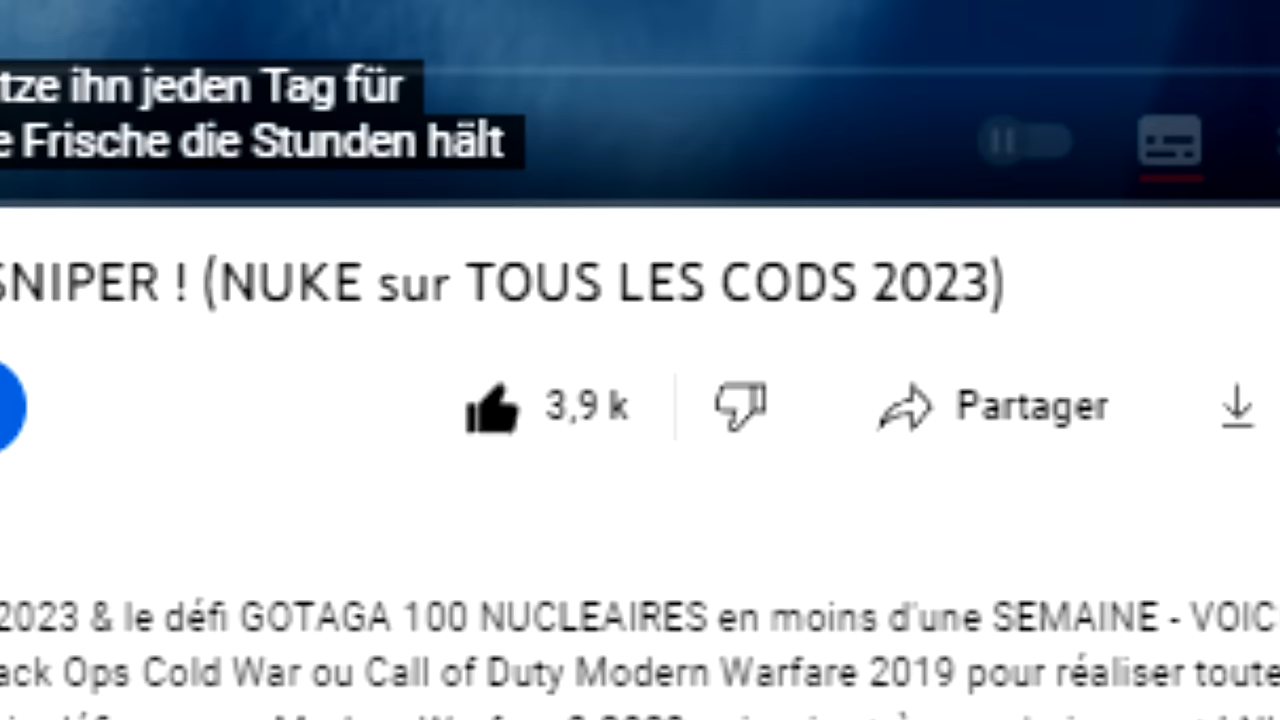 tze ihn jeden Tag für
e Frische die Stunden hält
SNIPER ! (NUKE sur TOUS LES CODS 2023)
3,9 k
Partager
2023 & le défi GOTAGA 100 NUCLEAIRES en moins d'une SEMAINE - VOIC
ack Ops Cold War ou Call of Duty Modern Warfare 2019 pour réaliser toute